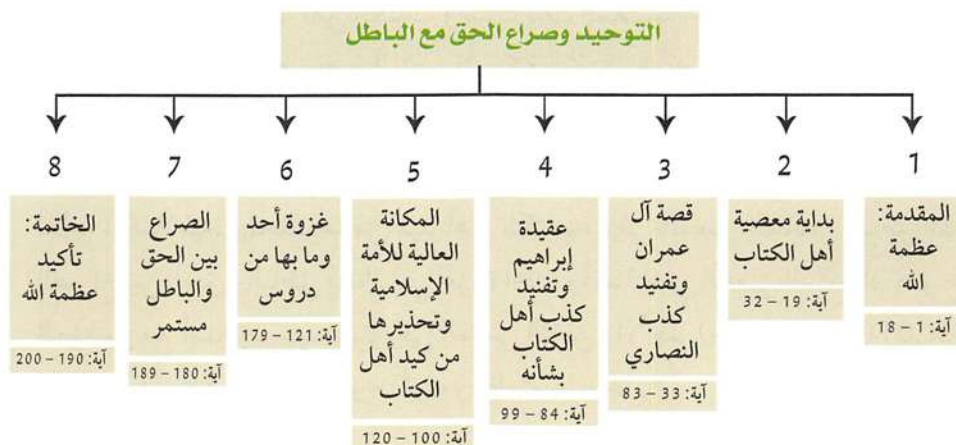 التوحيد وصراع الحق مع الباطل
1
المقدمة:
عظمة
الله
آية: 1 – 18
2
بداية معصية
أهل الكتاب
آية: 19 – 32
3
قصة آل
عمران
وتفنيد
كذب
النصاري
آية: 33 – 83
4
عقيدة
إبراهيم
وتفنيد
كذب أهل
الكتاب
بشأنه
آية: 84 – 99
5
المكانة
العالية للأمة
الإسلامية
وتحذيرها
من كيد أهل
الكتاب
آية: 100 – 120
6
غزوة أحد
وما بها من
دروس
آية: 121 – 179
7
الصراع
بين الحق
والباطل
مستمر
آية: 180 – 189
8
الخاتمة:
تأكيد
عظمة الله
آية: 190 – 200